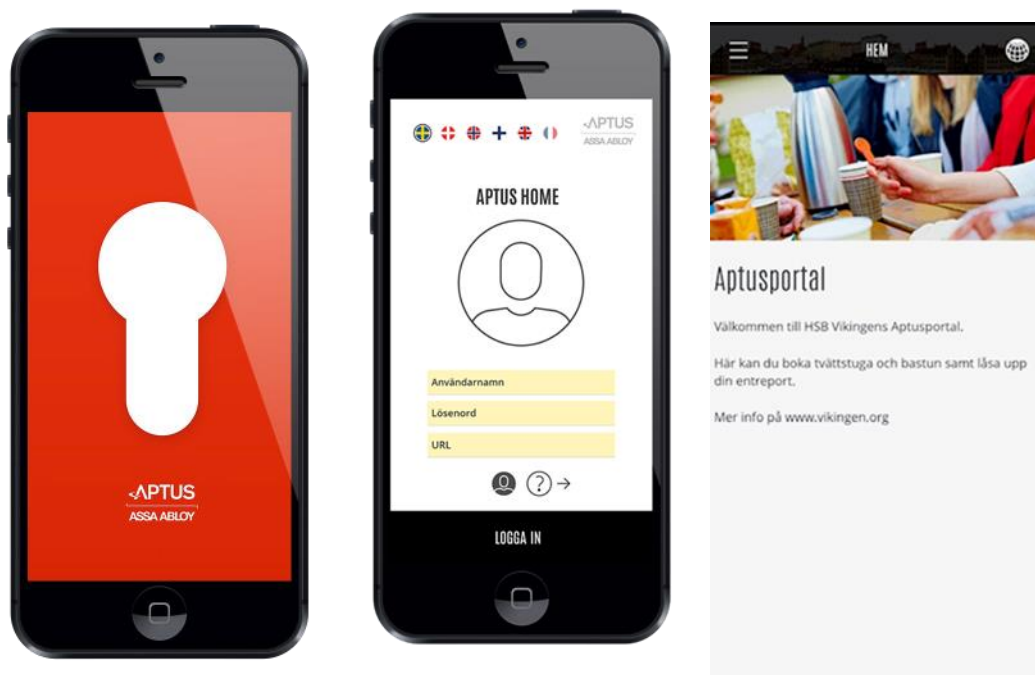 APTUS
ASSA ABLOY
APTUS
ASSA ABLOY
APTUS HOME
Användarnamn
Lösenord
URL
?
LOGGA IN
HEM
Aptusportal
Välkommen till HSB Vikingens Aptusportal.
Här kan du boka tvättstuga och bastun samt låsa upp
din entreport.
Mer info på www.vikingen.org